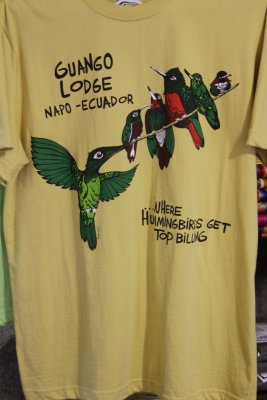 GUANGO
LODGE
NAPO - ECUADOR
...WHERE
HUMMINGBIRDS GET
TOP BILLING